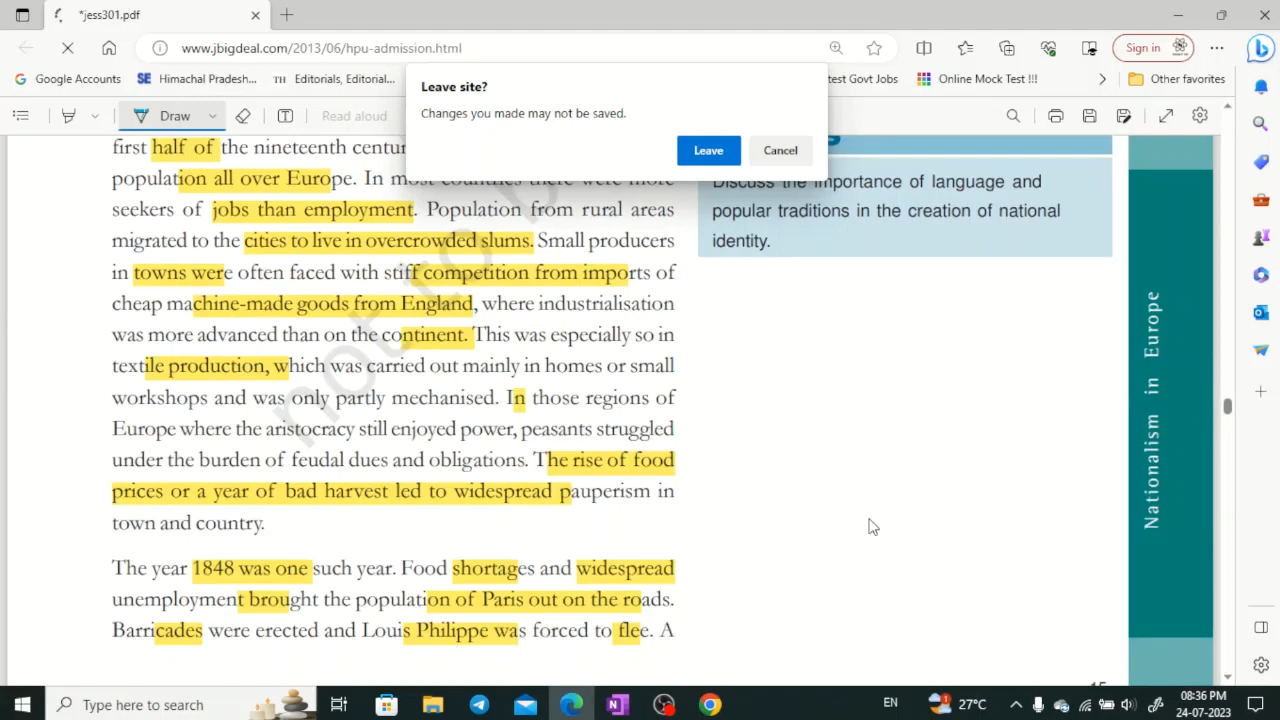 *jess301.pdf
www.jbigdeal.com/2013/06/hpu-admission.html
Sign in
Google Accounts
SE Himachal Pradesh...
TH Editorials, Editorial...
test Govt Jobs
Online Mock Test !!!
Other favorites
Leave site?
Changes you made may not be saved.
Leave
Cancel
Draw
Read aloud
first half of the nineteenth centur
population all over Europe. In most countries there were more
seekers of jobs than employment. Population from rural areas
migrated to the cities to live in overcrowded slums. Small producers
in towns were often faced with stiff competition from imports of
cheap machine-made goods from England, where industrialisation
was more advanced than on the continent. This was especially so in
textile production, which was carried out mainly in homes or small
workshops and was only partly mechanised. In those regions of
Europe where the aristocracy still enjoyed power, peasants struggled
under the burden of feudal dues and obligations. The rise of food
prices or a year of bad harvest led to widespread pauperism in
town and country.
The year 1848 was one such year. Food shortages and widespread
unemployment brought the population of Paris out on the roads.
Barricades were erected and Louis Philippe was forced to flee. A
Discuss the importance of language and
popular traditions in the creation of national
identity.
Nationalism in Europe
not to b
15
Type here to search
EN
1
27°C
08:36 PM
24-07-2023